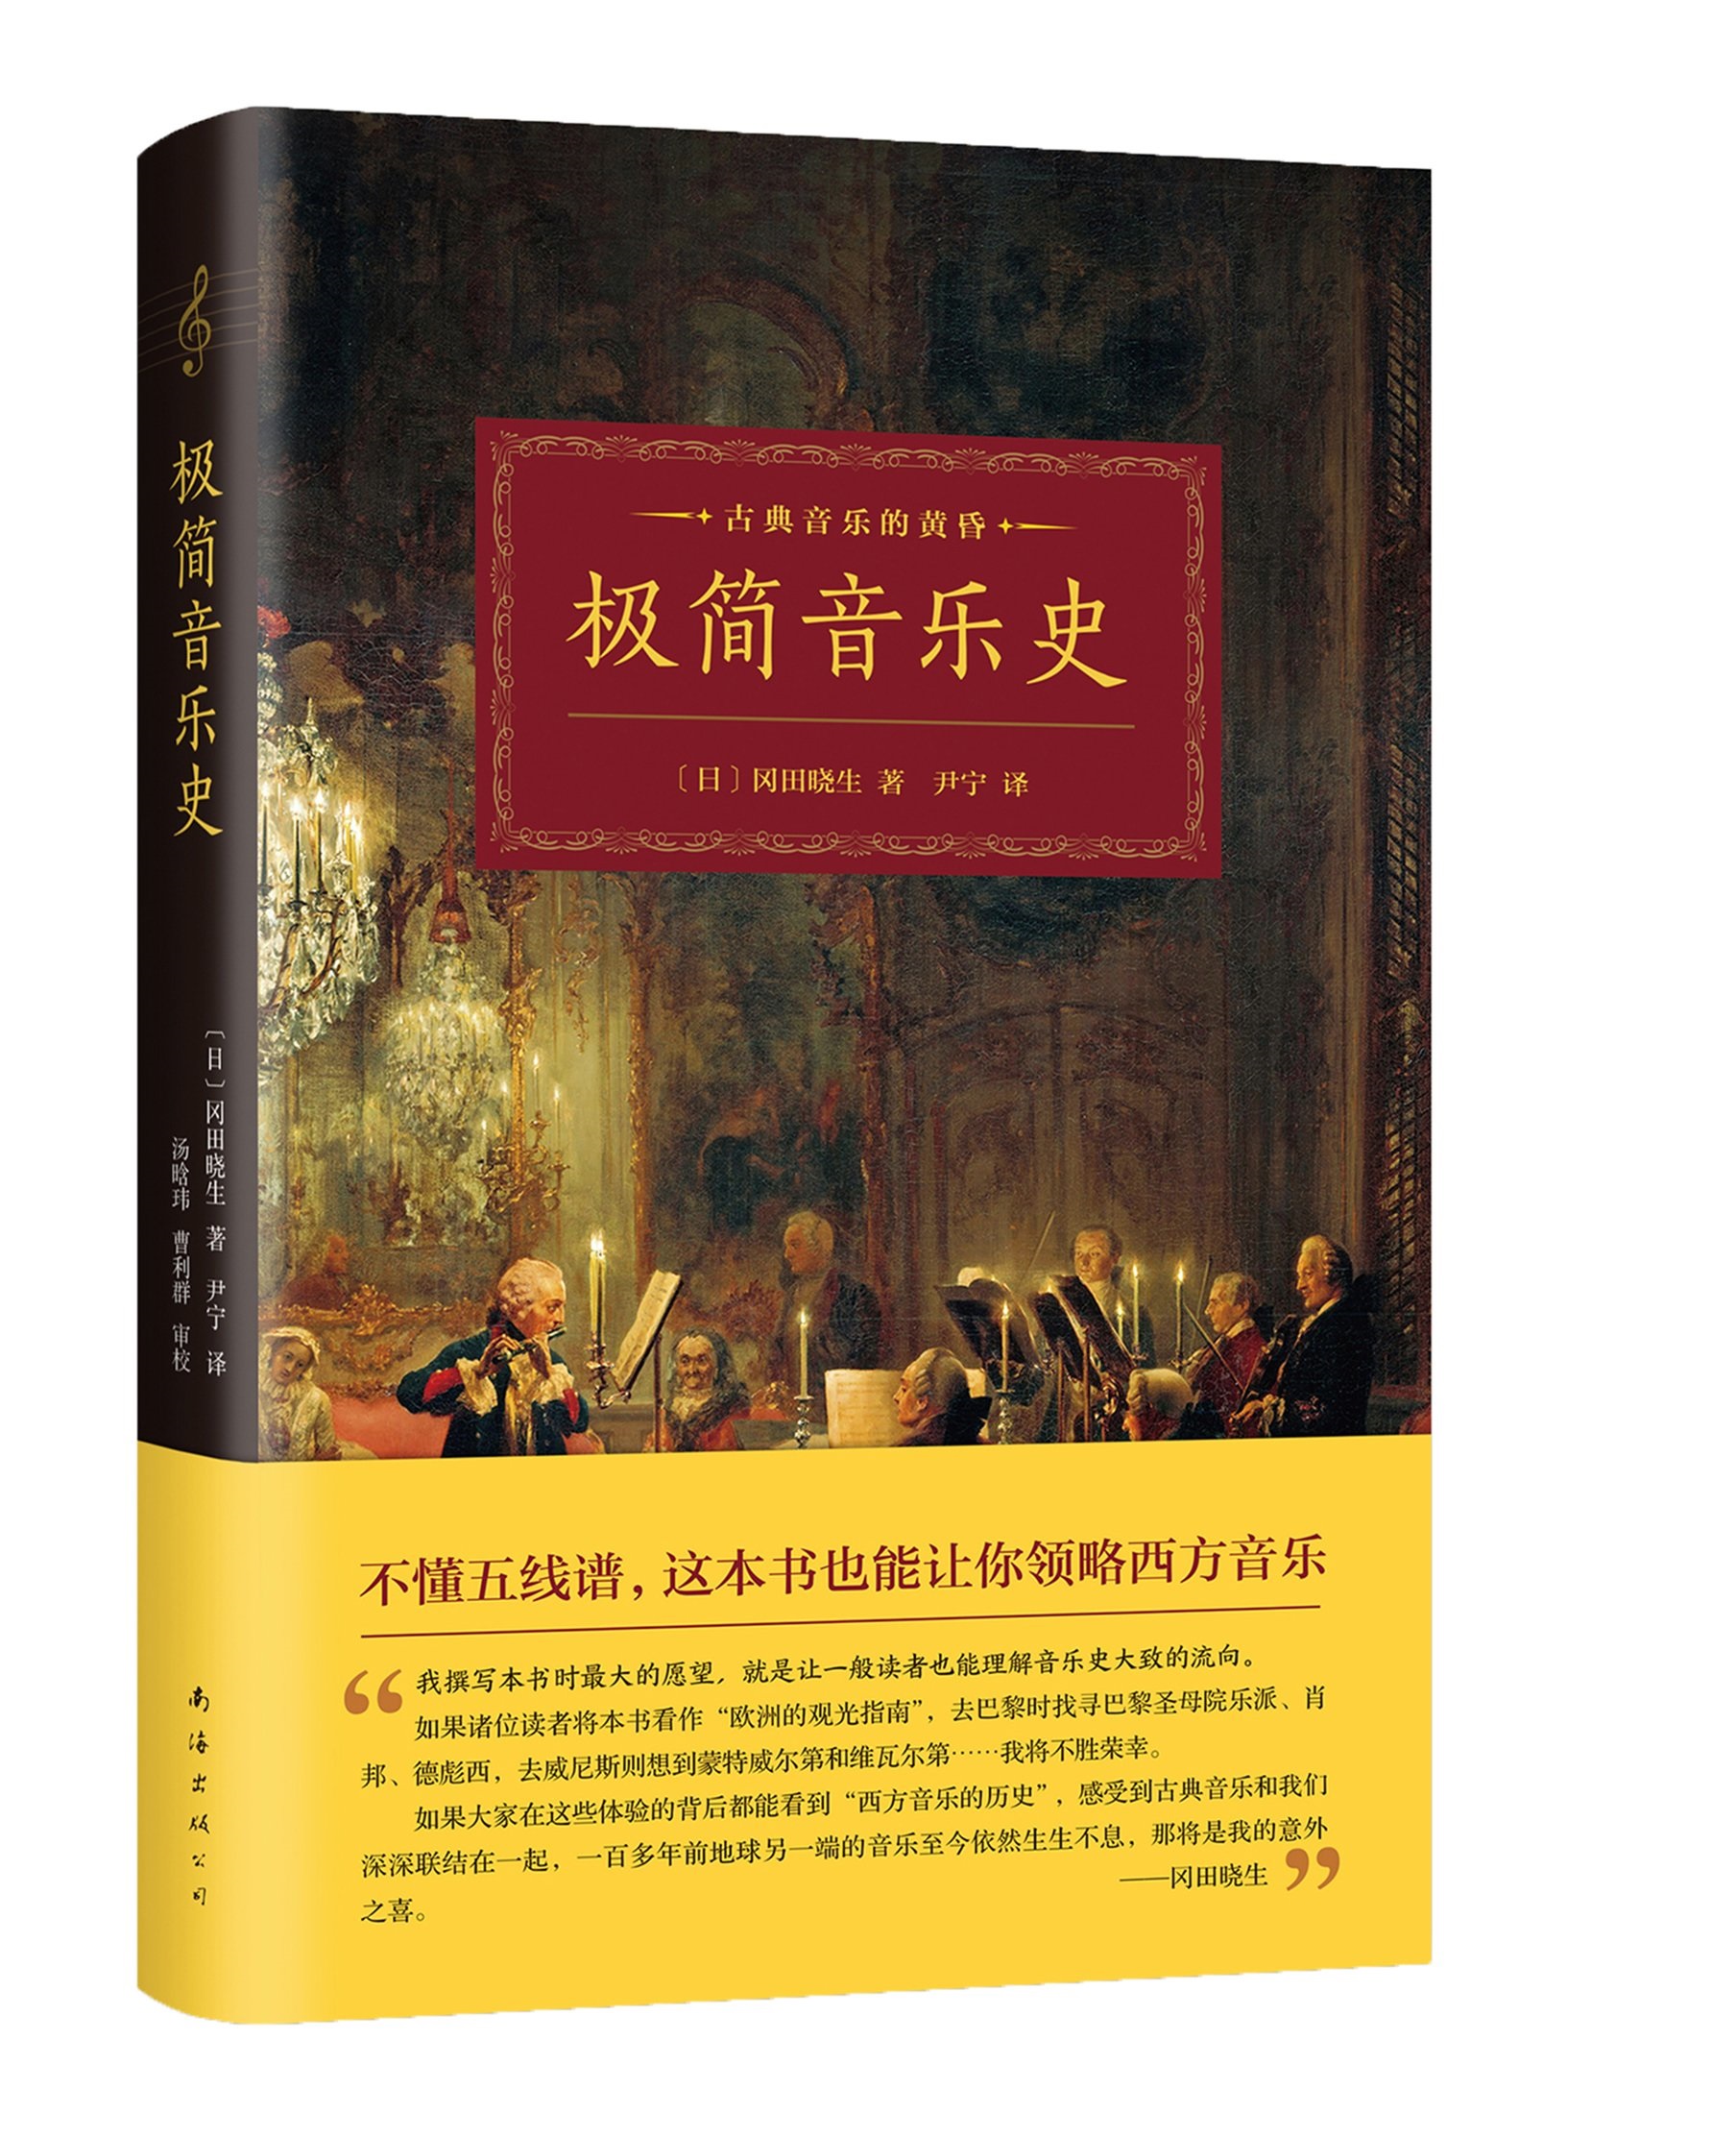 极简音乐史
〔日〕冈田晓生 著 尹宁 译
汤晗玮 曹利群 审校
南海出版公司
古典音乐的黄昏
极简音乐史
〔日〕冈田晓生 著 尹宁 译
不懂五线谱，这本书也能让你领略西方音乐
“我撰写本书时最大的愿望，就是让一般读者也能理解音乐史大致的流向。
如果诸位读者将本书看作“欧洲的观光指南”，去巴黎时找寻巴黎圣母院乐派、肖
邦、德彪西，去威尼斯则想到蒙特威尔第和维瓦尔第……我将不胜荣幸。
如果大家在这些体验的背后都能看到“西方音乐的历史”，感受到古典音乐和我们
深深联结在一起，一百多年前地球另一端的音乐至今依然生生不息，那将是我的意外
之喜。
——冈田晓生”